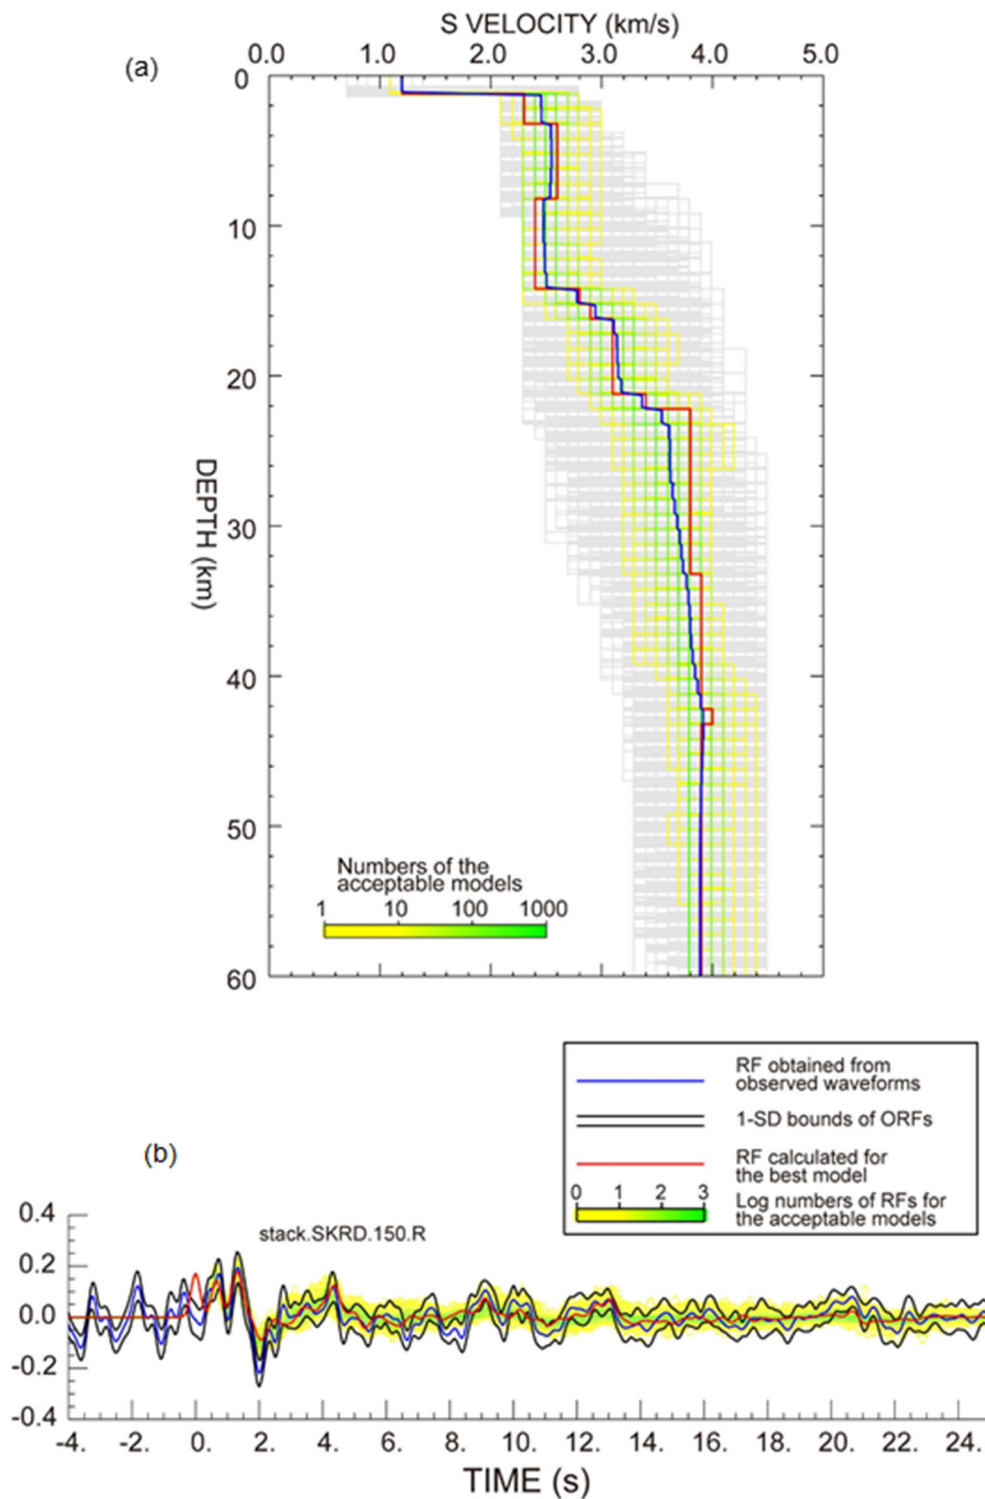 S VELOCITY (km/s)
0.0 1.0 2.0 3.0 4.0 5.0
(a)
0
10
20
30
40
50
60
DEPTH (km)
Numbers of the
acceptable models
1 10 100 1000
RF obtained from
observed waveforms
1-SD bounds of ORFs
RF calculated for
the best model
0 1 2 3
Log numbers of RFs for
the acceptable models
(b)
stack.SKRD.150.R
0.4
0.2
0.0
-0.2
-0.4
-4. -2. 0. 2. 4. 6. 8. 10. 12. 14. 16. 18. 20. 22. 24.
TIME (s)